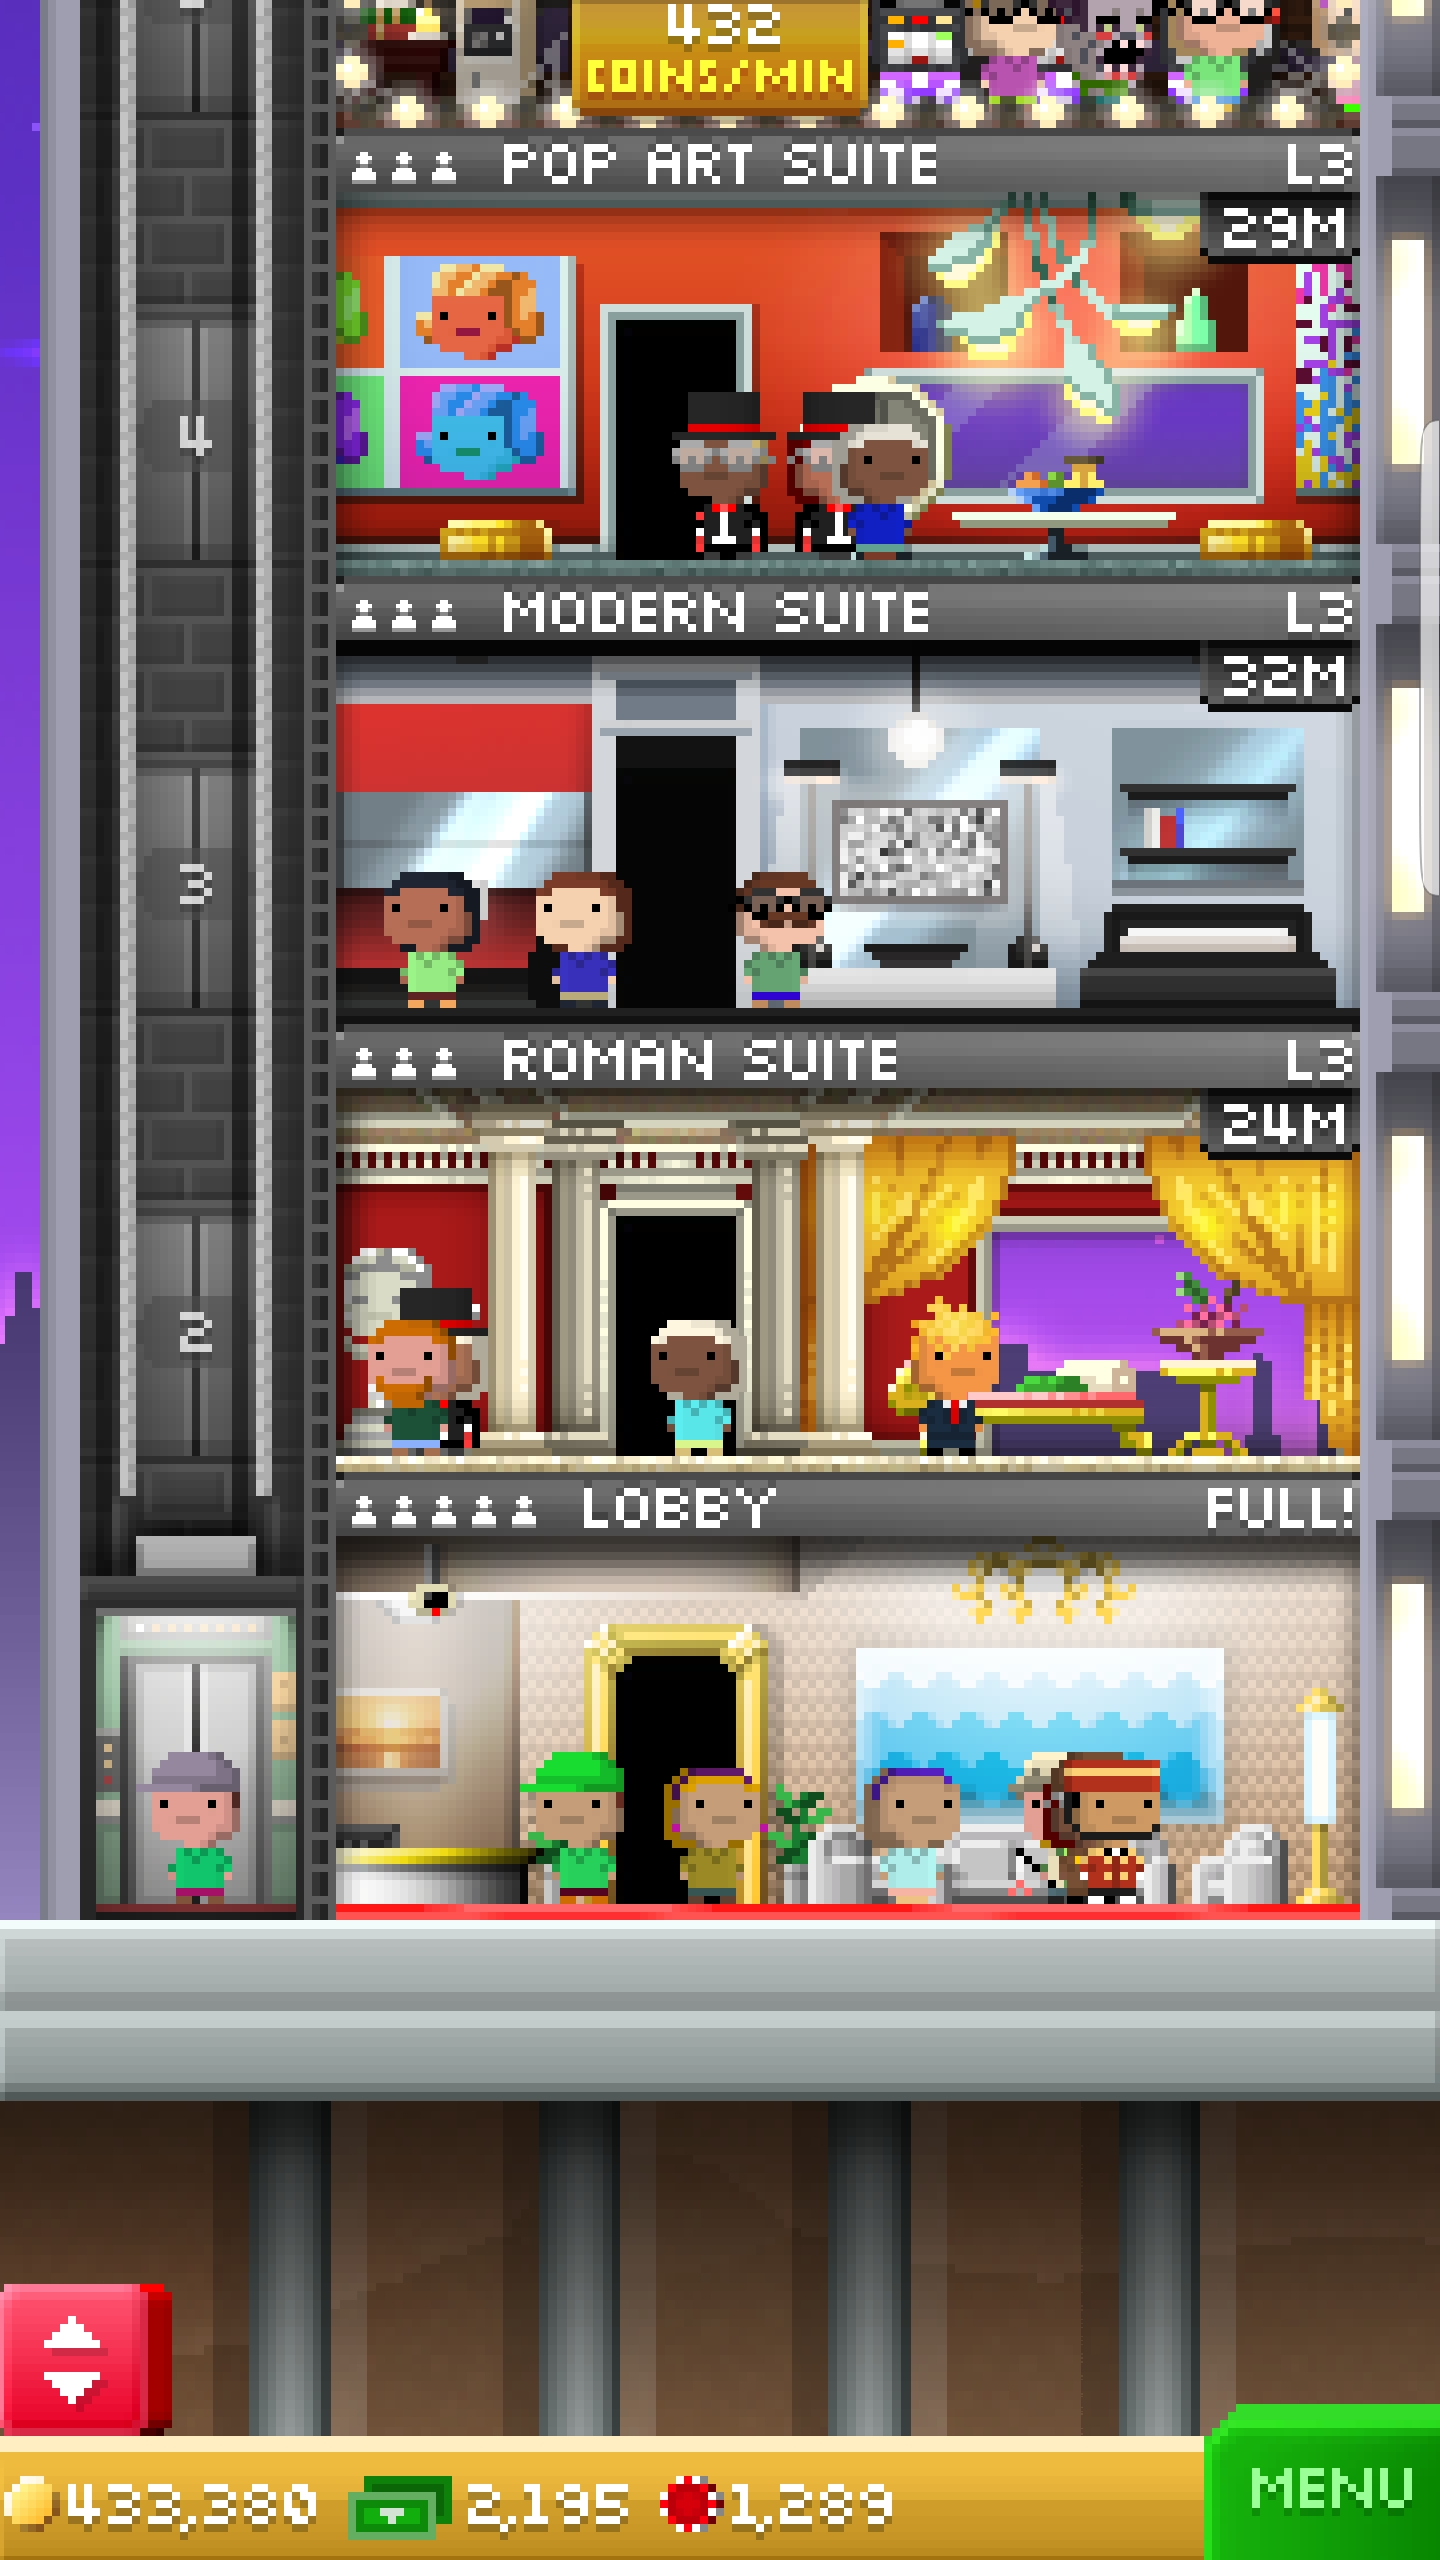 432
COINS/MIN
POP ART SUITE L3
29M
4
MODERN SUITE L3
32M
3
ROMAN SUITE L3
24M
2
LOBBY FULL!
433,380 2,195 1,289 MENU